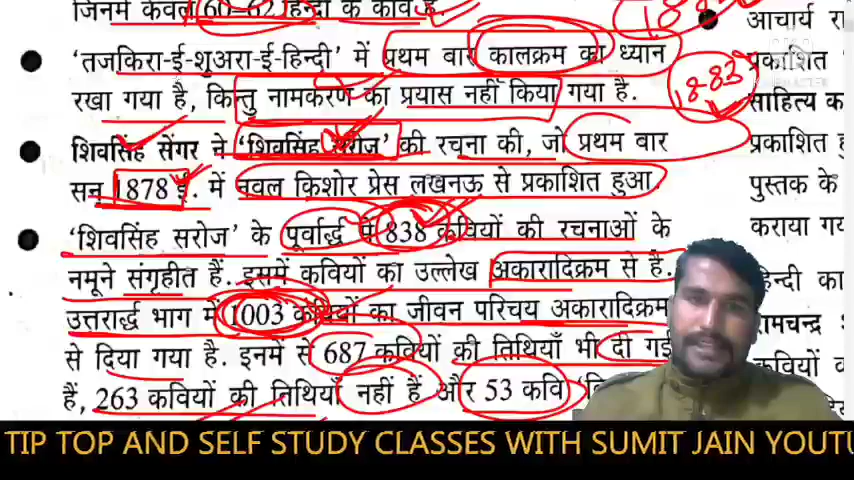 जिनमें केवल (60-62) हिन्दी के कवि हैं.
'तजकिरा-ई-शुअरा-ई-हिन्दी' में प्रथम बार कालक्रम का ध्यान
रखा गया है, किन्तु नामकरण का प्रयास नहीं किया गया है.
शिवसिंह सेंगर ने 'शिवसिंह सरोज' की रचना की, जो प्रथम बार
सन् 1878 ई. में नवल किशोर प्रेस लखनऊ से प्रकाशित हुआ.
'शिवसिंह सरोज' के पूर्वार्द्ध में 838 कवियों की रचनाओं के
नमूने संगृहीत हैं. इसमें कवियों का उल्लेख अकारादिक्रम से है.
उत्तरार्द्ध भाग में 1003 कवियों का जीवन परिचय अकारादिक्रम
से दिया गया है. इनमें से 687 कवियों की तिथियाँ भी दी गई
हैं, 263 कवियों की तिथियाँ नहीं हैं और 53 कवि
1883
आचार्य रा
प्रकाशित
साहित्य क
प्रकाशित हु
पुस्तक के
कराया गय
हिन्दी का
रामचन्द्र
कवियों
TIP TOP AND SELF STUDY CLASSES WITH SUMIT JAIN YOUTU